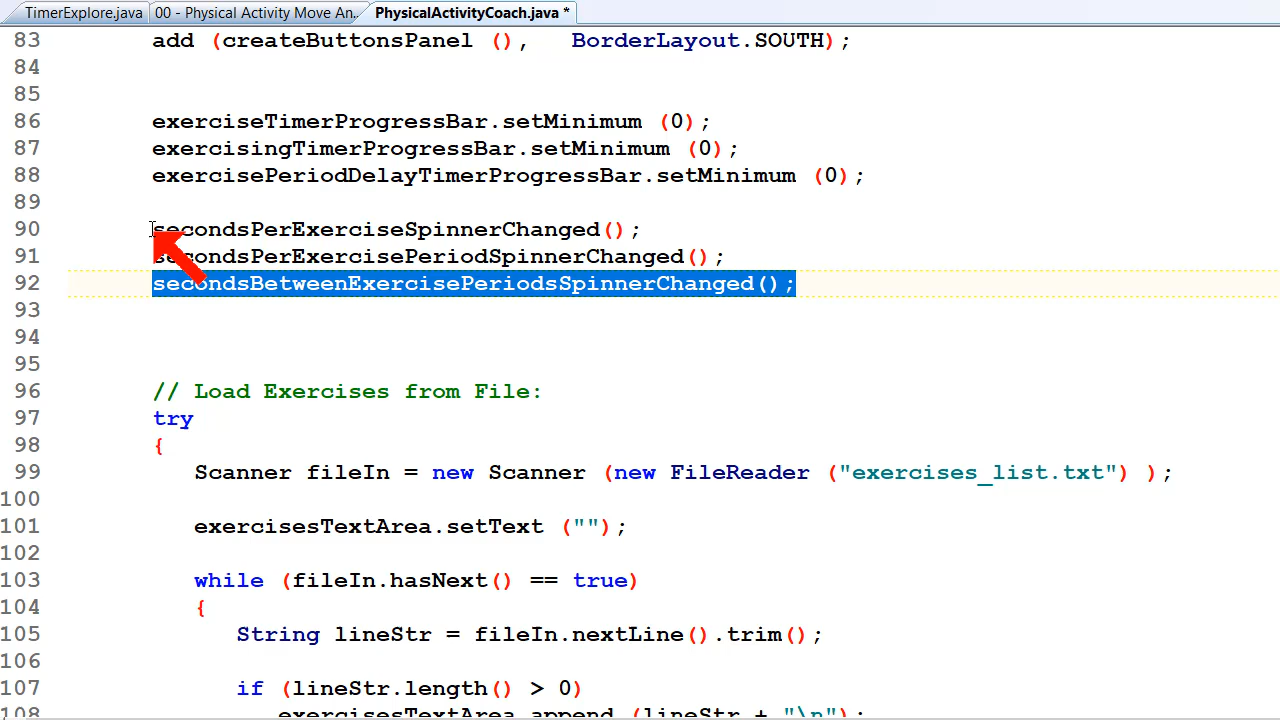 TimerExplore.java 00 - Physical Activity Move An... PhysicalActivityCoach.java *
83 add (createButtonsPanel (), BorderLayout.SOUTH);
84
85
86 exerciseTimerProgressBar.setMinimum (0);
87 exercisingTimerProgressBar.setMinimum (0);
88 exercisePeriodDelayTimerProgressBar.setMinimum (0);
89
90 secondsPerExerciseSpinnerChanged();
91 secondsPerExercisePeriodSpinnerChanged();
92 secondsBetweenExercisePeriodsSpinnerChanged();
93
94
95
96 // Load Exercises from File:
97 try
98 {
99 Scanner fileIn = new Scanner (new FileReader ("exercises_list.txt") );
100
101 exercisesTextArea.setText ("");
102
103 while (fileIn.hasNext() == true)
104 {
105 String lineStr = fileIn.nextLine().trim();
106
107 if (lineStr.length() > 0)
108 exercisesTextArea.append (lineStr + "\n");